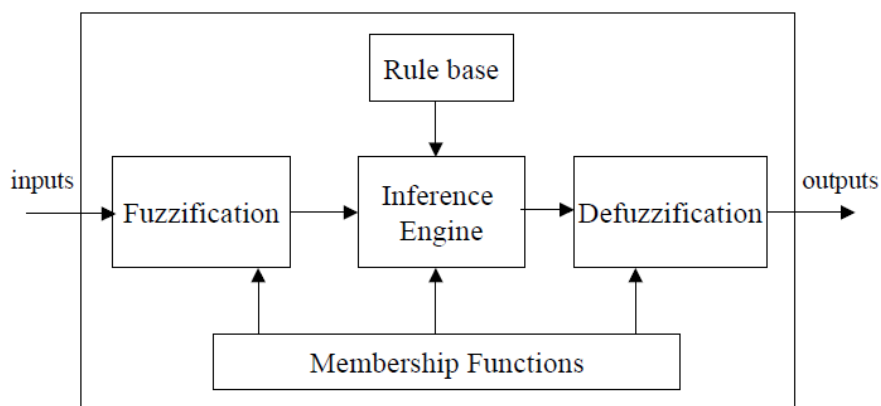 Rule base
inputs
Fuzzification
Inference
Engine
Defuzzification
outputs
Membership Functions